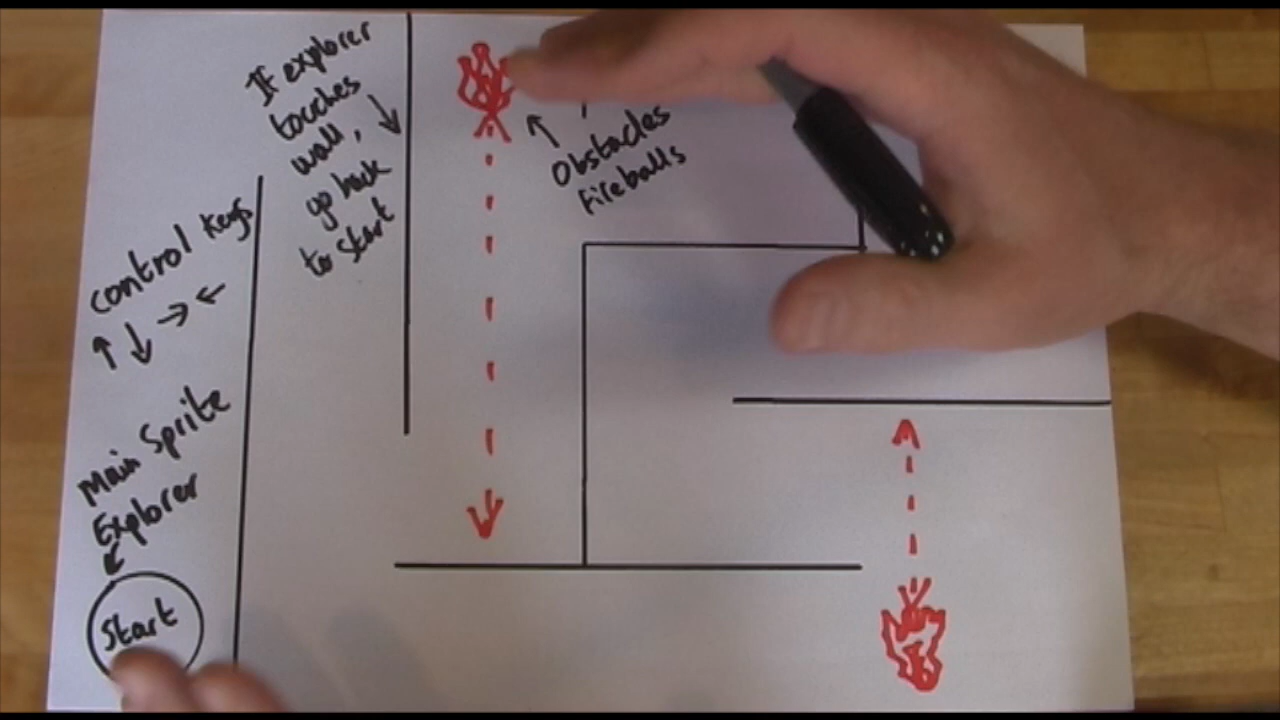 If explorer
touches
wall,
go back
to start
Obstacles
Fireballs
Control Keys
↑ ↓ → ←
Main Sprite
Explorer
Start